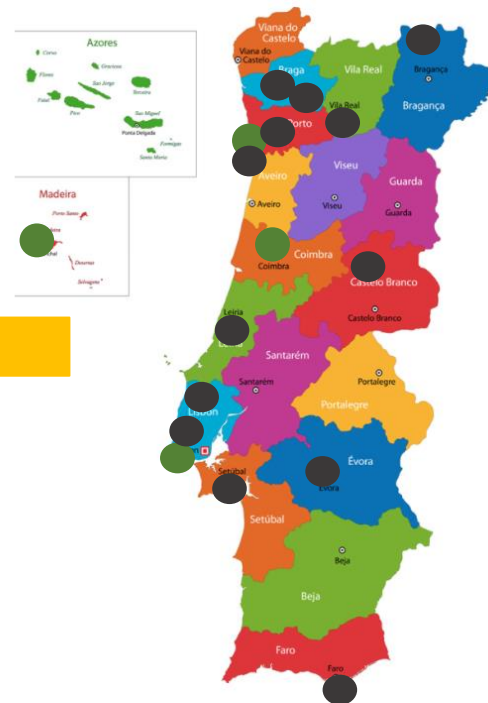 Azores
Corvo
Flores
Faial
Pico
Graciosa
São Jorge
Terceira
São Miguel
Ponta Delgada
Formigas
Santa Maria
Madeira
Porto Santo
Desertas
Selvagens
Viana do
Castelo
Viana do
Castelo
Braga
Vila Real
Vila Real
Bragança
Bragança
Porto
Aveiro
Aveiro
Viseu
Viseu
Guarda
Guarda
Coimbra
Coimbra
Castelo Branco
Castelo Branco
Leiria
Santarém
Santarém
Portalegre
Portalegre
Lisbon
Setúbal
Setúbal
Évora
Évora
Beja
Beja
Faro
Faro